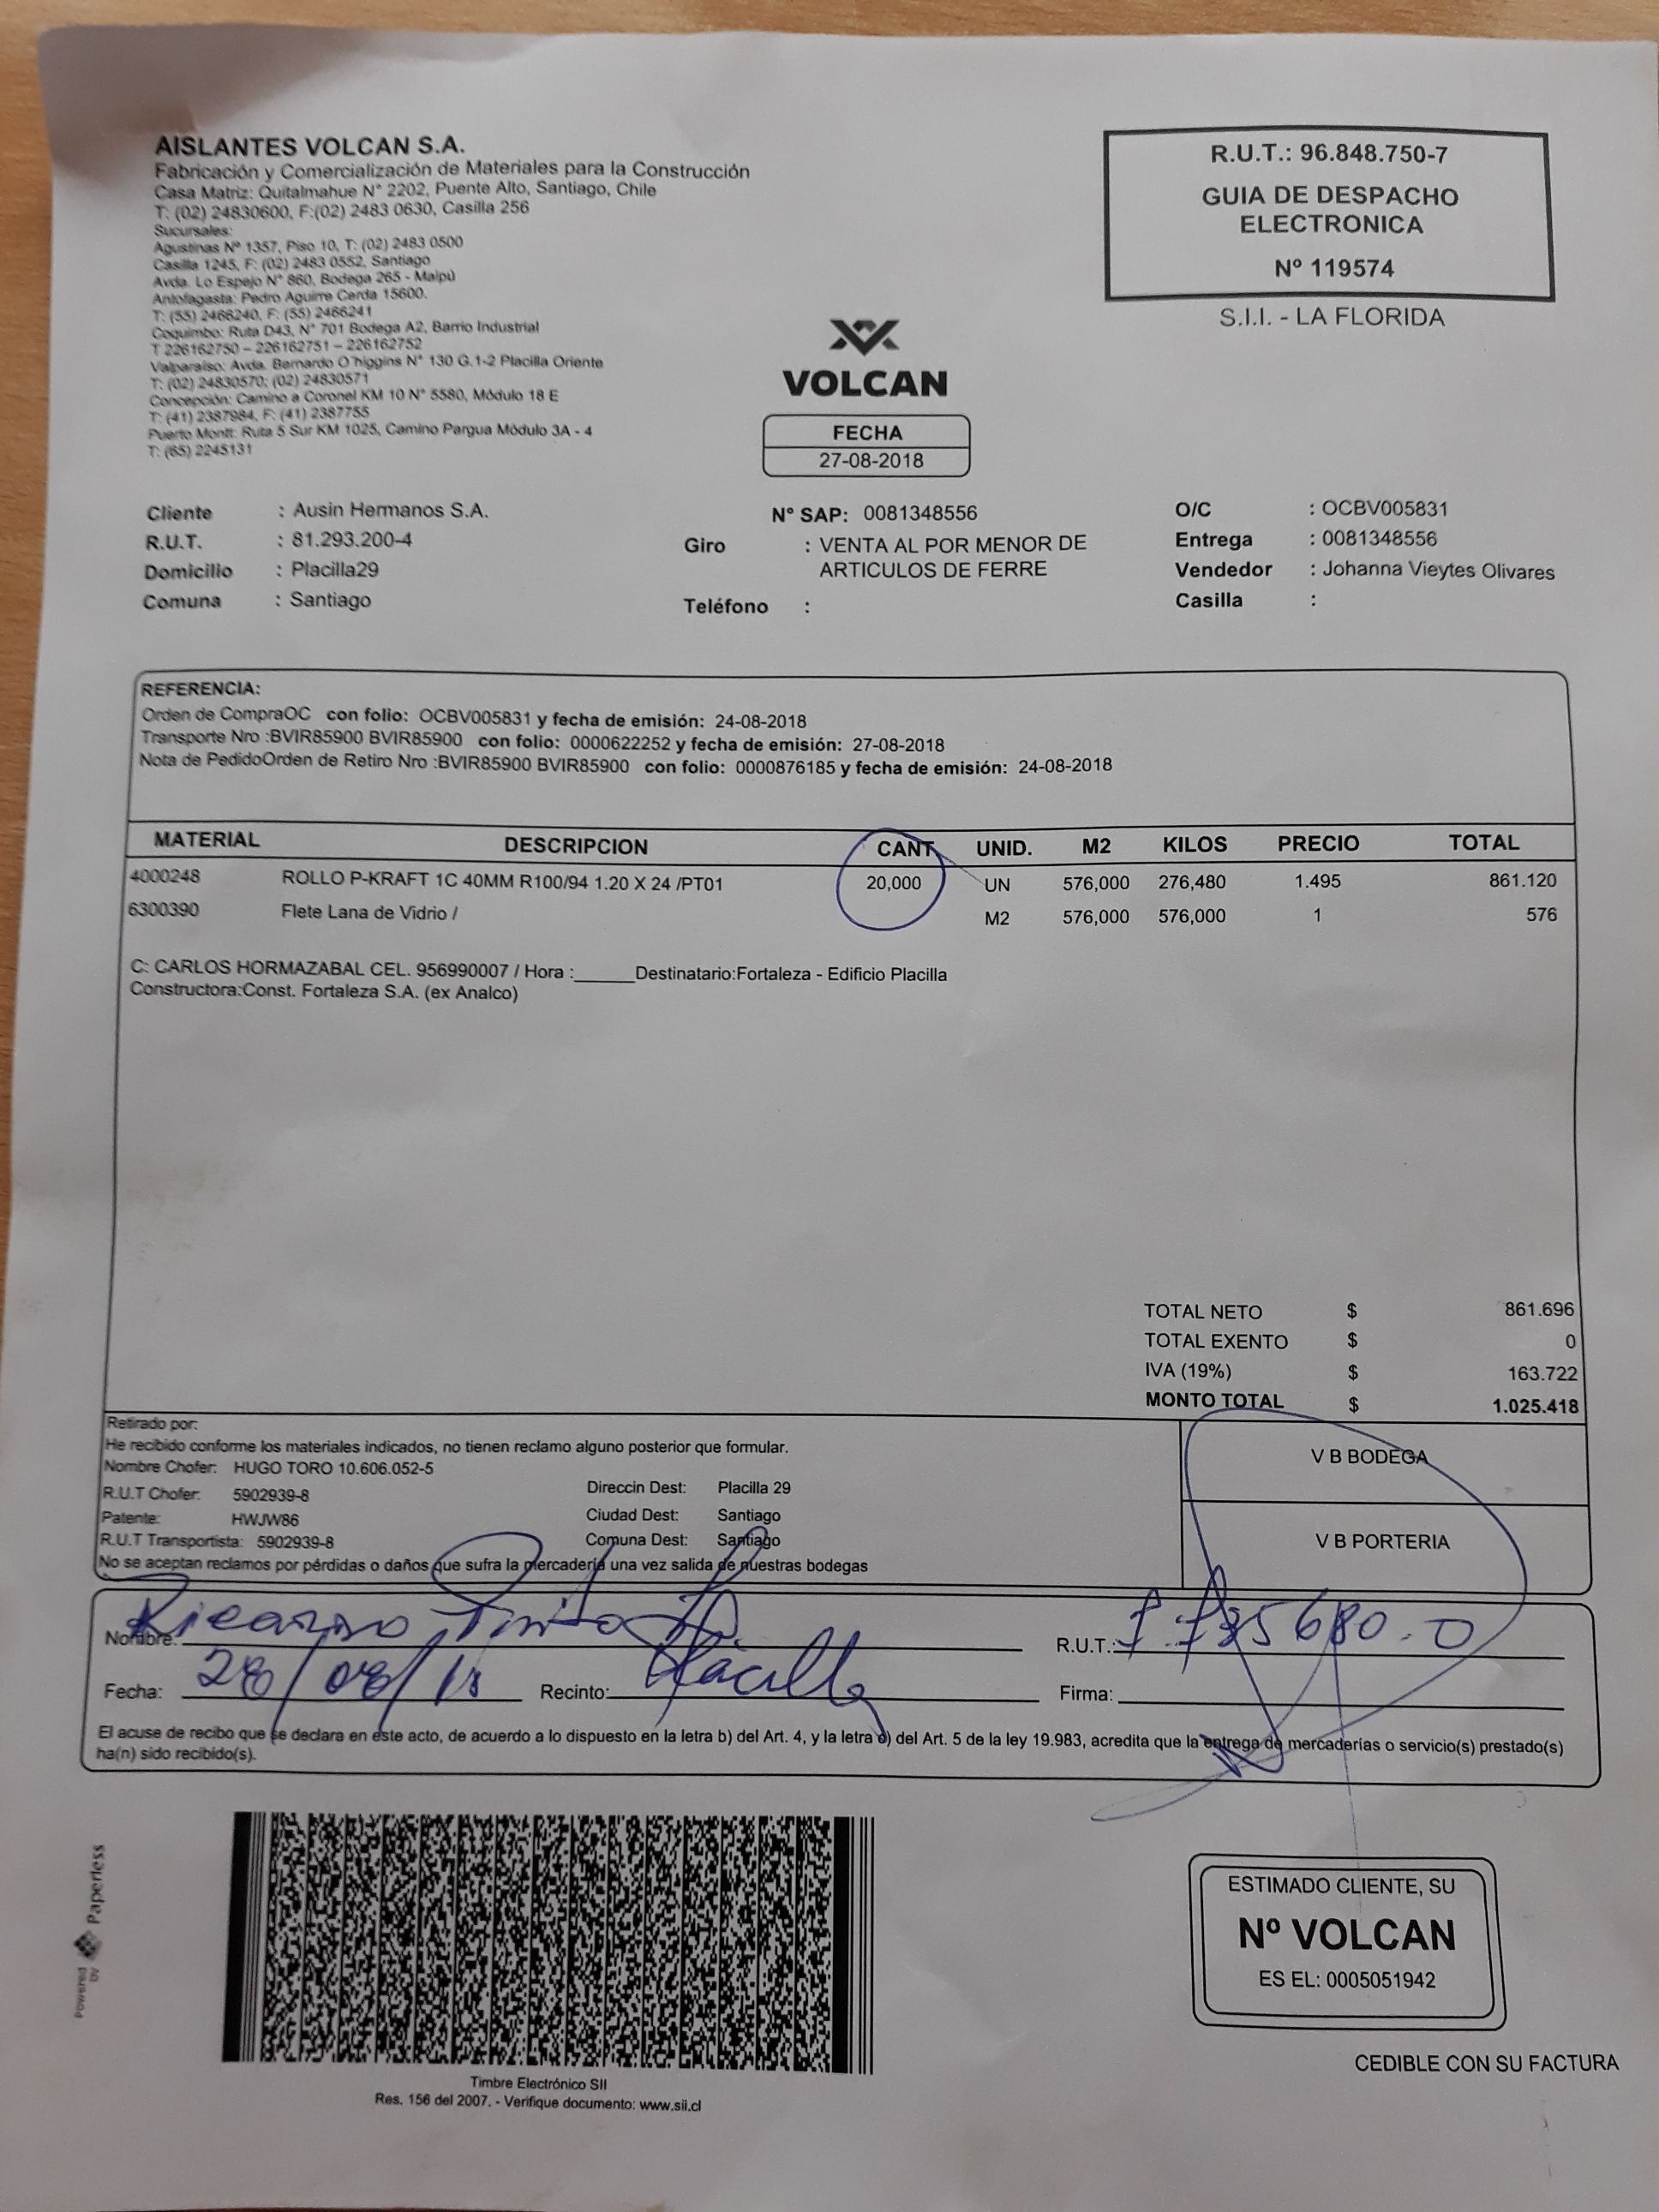 AISLANTES VOLCAN S.A.
Fabricación y Comercialización de Materiales para la Construcción
Casa Matriz: Quitalmahue N° 2202, Puente Alto, Santiago, Chile
T: (02) 24830600, F:(02) 2483 0630, Casilla 256
Sucursales:
Agustinas Nº 1357, Piso 10, T: (02) 2483 0500
Casilla 1245, F: (02) 2483 0552, Santiago
Avda. Lo Espejo N° 860, Bodega 265 - Maipú
Antofagasta: Pedro Aguirre Cerda 15600.
T: (55) 2466240, F: (55) 2466241
Coquimbo: Ruta D43, N° 701 Bodega A2, Barrio Industrial
T 226162750 – 226162751 – 226162752
Valparaíso: Avda. Bernardo O'higgins N° 130 G.1-2 Placilla Oriente
T: (02) 24830570; (02) 24830571
Concepción: Camino a Coronel KM 10 N° 5580, Módulo 18 E
T: (41) 2387984, F: (41) 2387755
Puerto Montt: Ruta 5 Sur KM 1025, Camino Pargua Módulo 3A - 4
T: (65) 2245131
R.U.T.: 96.848.750-7
GUIA DE DESPACHO
ELECTRONICA
Nº 119574
S.I.I. - LA FLORIDA
VOLCAN
FECHA
27-08-2018
Cliente : Ausin Hermanos S.A.
R.U.T. : 81.293.200-4
Domicilio : Placilla29
Comuna : Santiago
Nº SAP: 0081348556
Giro : VENTA AL POR MENOR DE
ARTICULOS DE FERRE
Teléfono :
O/C : OCBV005831
Entrega : 0081348556
Vendedor : Johanna Vieytes Olivares
Casilla :
REFERENCIA:
Orden de CompraOC con folio: OCBV005831 y fecha de emisión: 24-08-2018
Transporte Nro :BVIR85900 BVIR85900 con folio: 0000622252 y fecha de emisión: 27-08-2018
Nota de PedidoOrden de Retiro Nro :BVIR85900 BVIR85900 con folio: 0000876185 y fecha de emisión: 24-08-2018
MATERIAL DESCRIPCION CANT UNID. M2 KILOS PRECIO TOTAL
4000248 ROLLO P-KRAFT 1C 40MM R100/94 1.20 X 24 /PT01 20,000 UN 576,000 276,480 1.495 861.120
6300390 Flete Lana de Vidrio / M2 576,000 576,000 1 576
C: CARLOS HORMAZABAL CEL. 956990007 / Hora :______Destinatario:Fortaleza - Edificio Placilla
Constructora:Const. Fortaleza S.A. (ex Analco)
TOTAL NETO $ 861.696
TOTAL EXENTO $ 0
IVA (19%) $ 163.722
MONTO TOTAL $ 1.025.418
Retirado por:
He recibido conforme los materiales indicados, no tienen reclamo alguno posterior que formular.
Nombre Chofer: HUGO TORO 10.606.052-5
R.U.T Chofer: 5902939-8
Patente: HWJW86
R.U.T Transportista: 5902939-8
Direccin Dest: Placilla 29
Ciudad Dest: Santiago
Comuna Dest: Santiago
No se aceptan reclamos por pérdidas o daños que sufra la mercadería una vez salida de nuestras bodegas
V B BODEGA
V B PORTERIA
Nombre: Ricardo Pinto
R.U.T.:
Fecha: 28/08/18 Recinto: Placilla
Firma:
El acuse de recibo que se declara en este acto, de acuerdo a lo dispuesto en la letra b) del Art. 4, y la letra c) del Art. 5 de la ley 19.983, acredita que la entrega de mercaderías o servicio(s) prestado(s)
ha(n) sido recibido(s).
Powered by Paperless
Timbre Electrónico SII
Res. 156 del 2007. - Verifique documento: www.sii.cl
ESTIMADO CLIENTE, SU
Nº VOLCAN
ES EL: 0005051942
CEDIBLE CON SU FACTURA